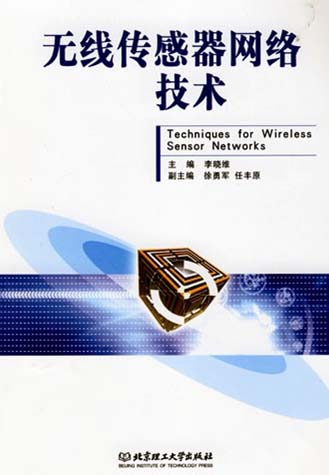 无线传感器网络
技术
Techniques for Wireless
Sensor Networks
主 编 李晓维
副主编 徐勇军 任丰原
北京理工大学出版社
BEIJING INSTITUTE OF TECHNOLOGY PRESS